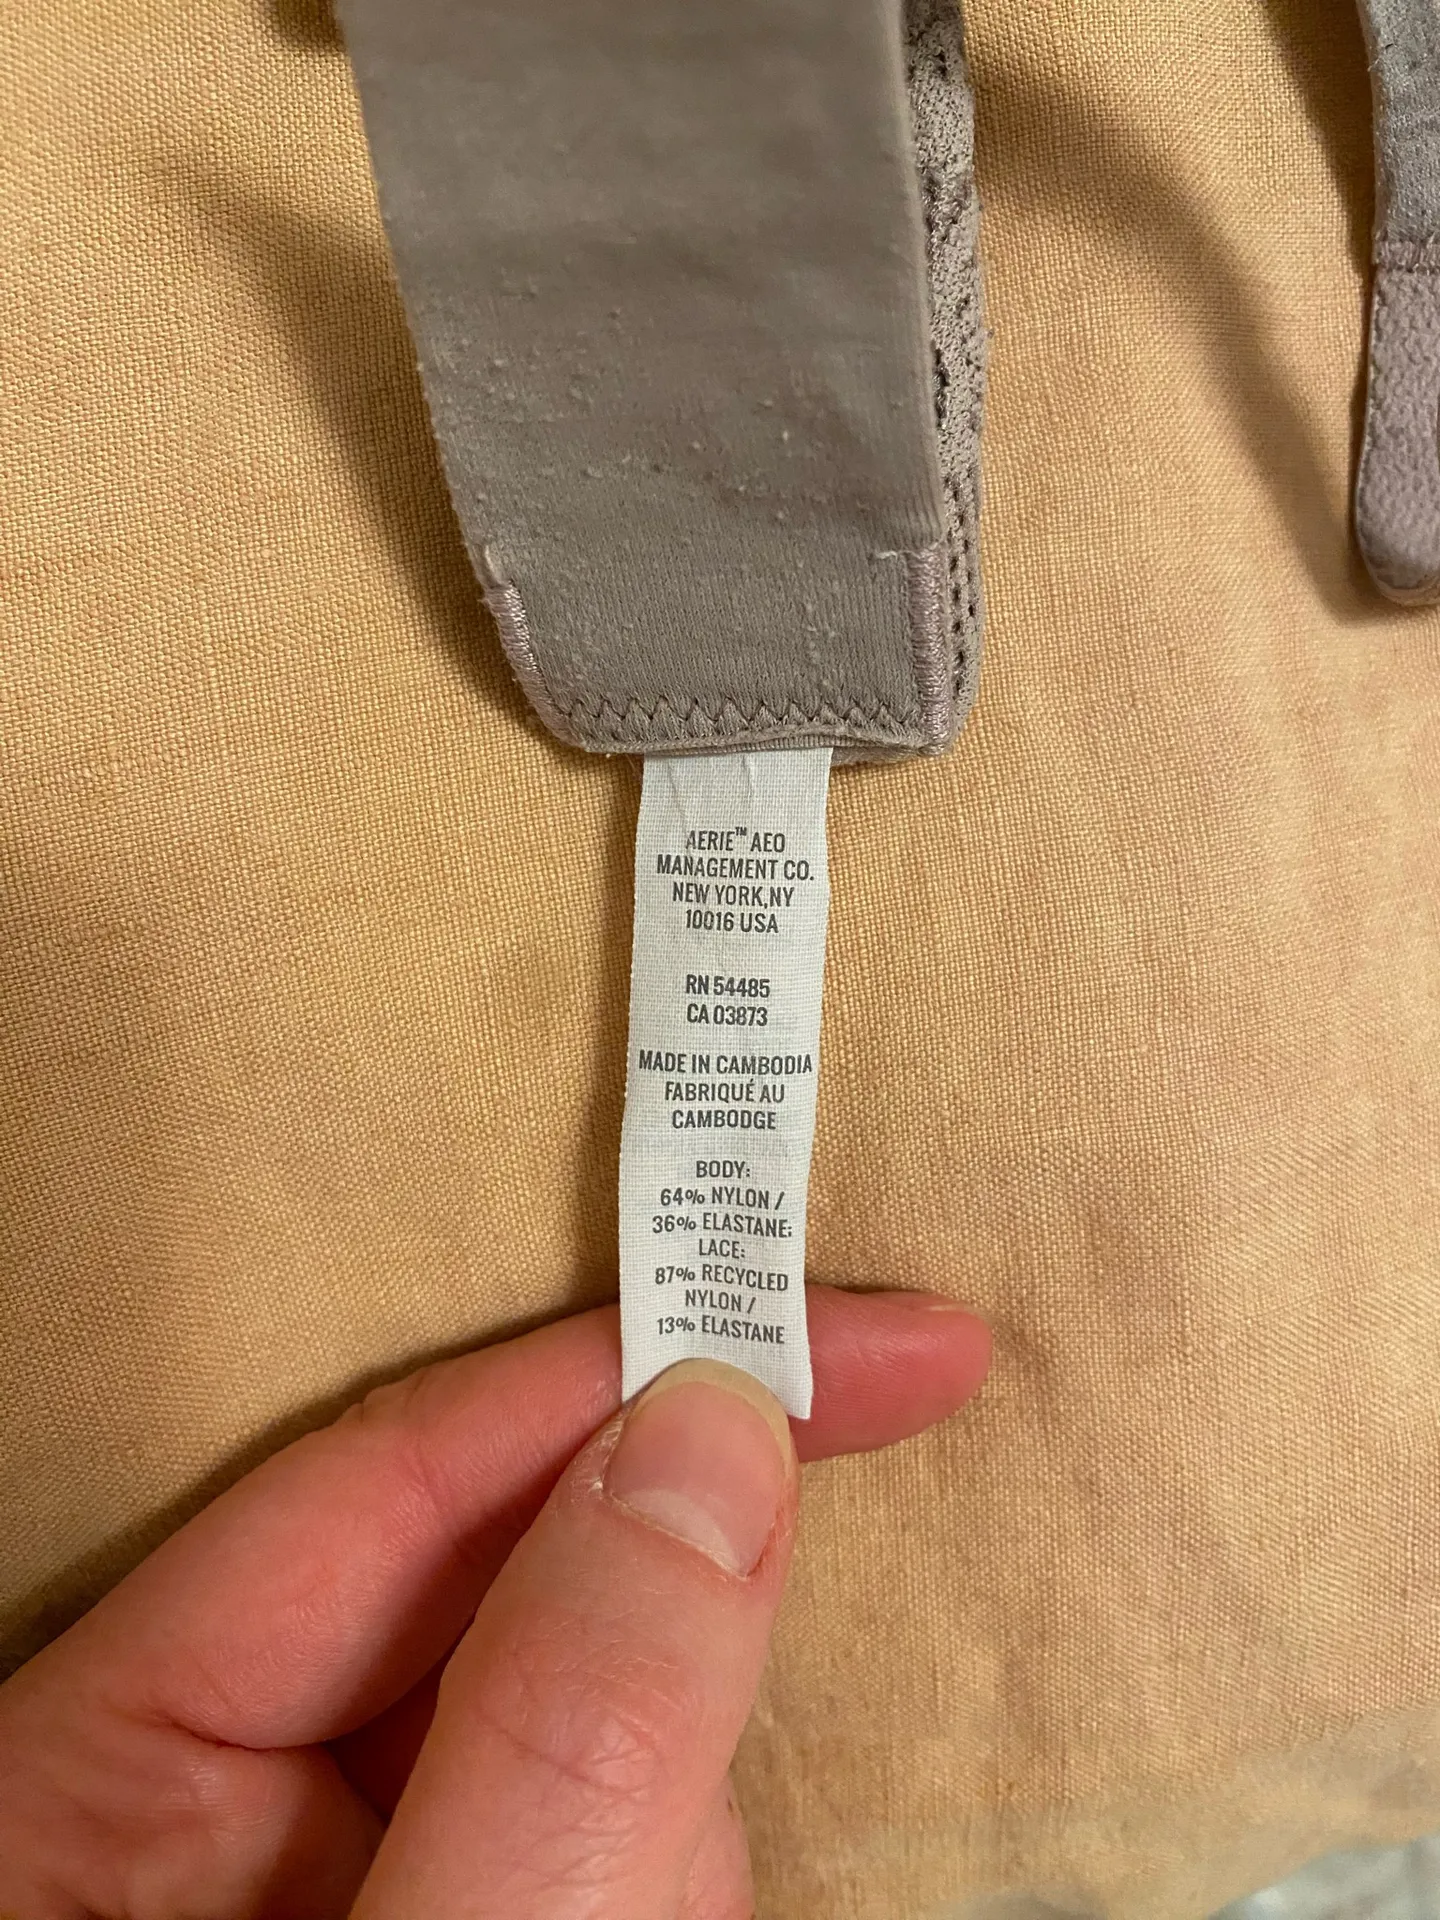 AERIE™ AEO
MANAGEMENT CO.
NEW YORK,NY
10016 USA
RN 54485
CA 03873
MADE IN CAMBODIA
FABRIQUÉ AU
CAMBODGE
BODY:
64% NYLON /
36% ELASTANE:
LACE:
87% RECYCLED
NYLON /
13% ELASTANE